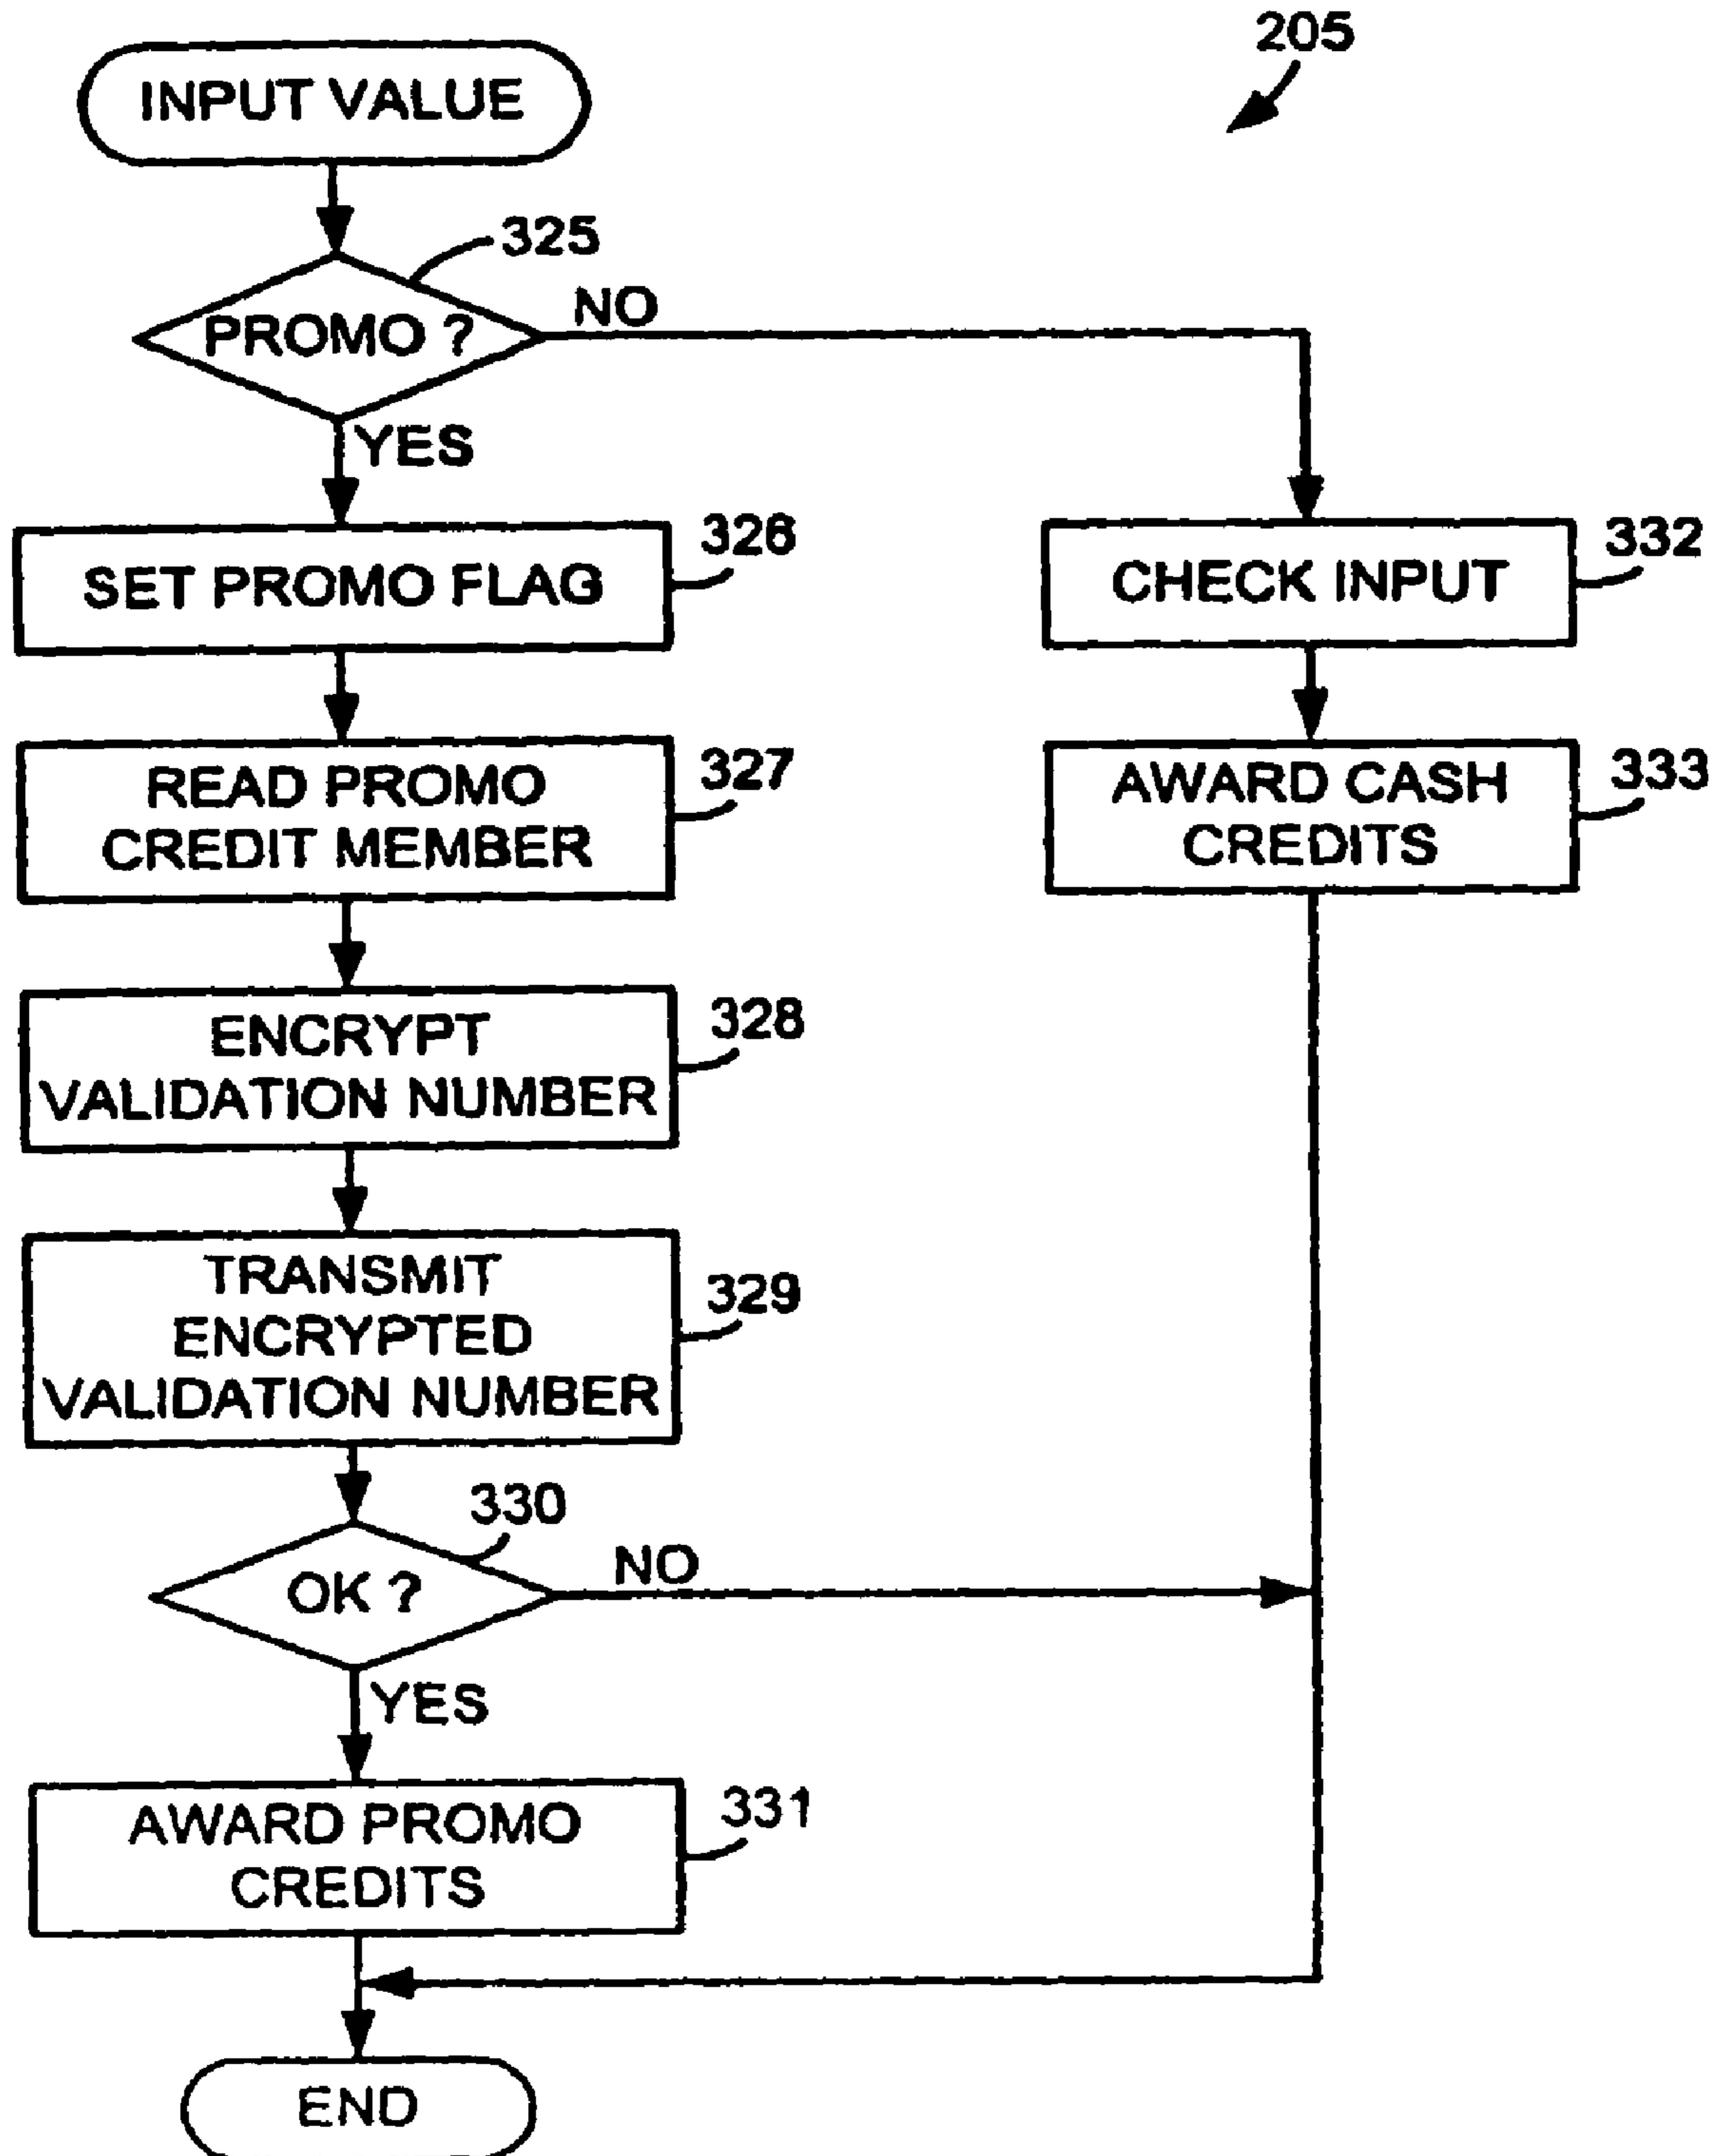 205
INPUT VALUE
325
PROMO ?
NO
YES
326
SET PROMO FLAG
332
CHECK INPUT
327
READ PROMO
CREDIT MEMBER
333
AWARD CASH
CREDITS
328
ENCRYPT
VALIDATION NUMBER
329
TRANSMIT
ENCRYPTED
VALIDATION NUMBER
330
OK ?
NO
YES
331
AWARD PROMO
CREDITS
END